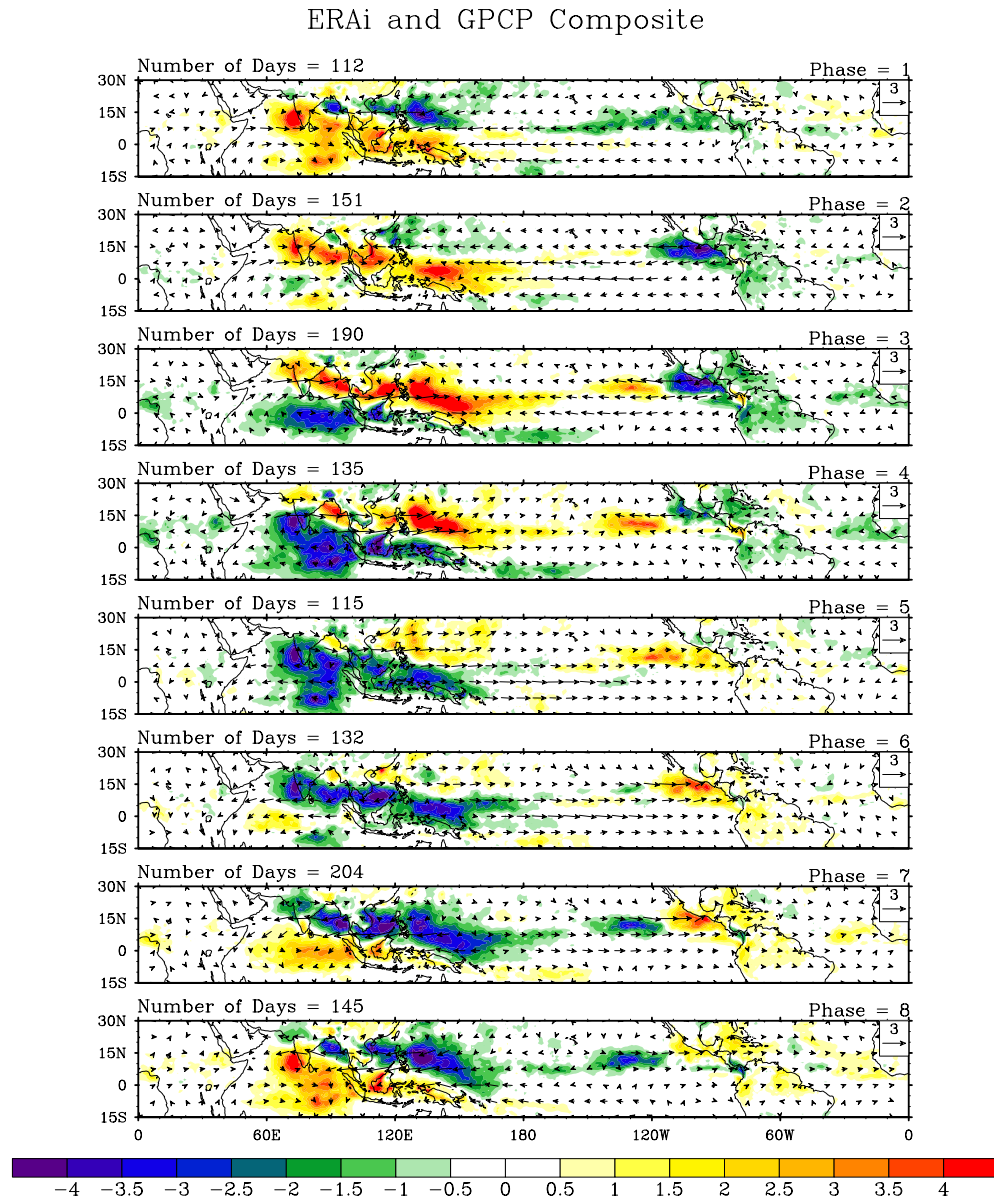 ERAi and GPCP Composite
Number of Days = 112 Phase = 1
30N
15N
0
15S
3
Number of Days = 151 Phase = 2
30N
15N
0
15S
3
Number of Days = 190 Phase = 3
30N
15N
0
15S
3
Number of Days = 135 Phase = 4
30N
15N
0
15S
3
Number of Days = 115 Phase = 5
30N
15N
0
15S
3
Number of Days = 132 Phase = 6
30N
15N
0
15S
3
Number of Days = 204 Phase = 7
30N
15N
0
15S
3
Number of Days = 145 Phase = 8
30N
15N
0
15S
3
0 60E 120E 180 120W 60W 0
−4 −3.5 −3 −2.5 −2 −1.5 −1 −0.5 0 0.5 1 1.5 2 2.5 3 3.5 4